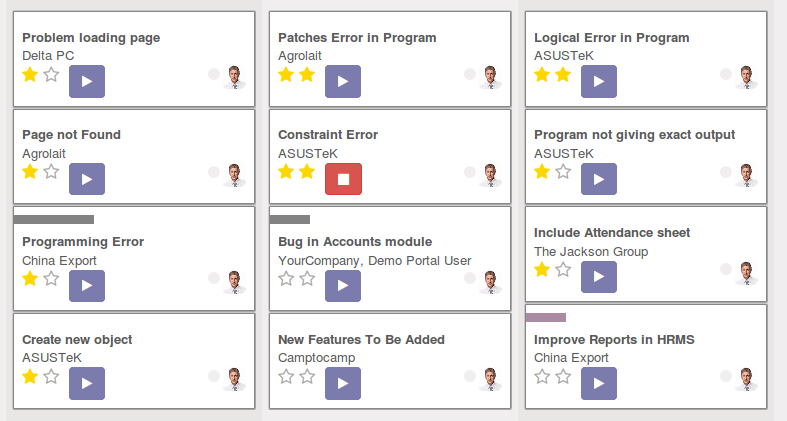 Problem loading page
Delta PC
Page not Found
Agrolait
Programming Error
China Export
Create new object
ASUSTeK
Patches Error in Program
Agrolait
Constraint Error
ASUSTeK
Bug in Accounts module
YourCompany, Demo Portal User
New Features To Be Added
Camptocamp
Logical Error in Program
ASUSTeK
Program not giving exact output
ASUSTeK
Include Attendance sheet
The Jackson Group
Improve Reports in HRMS
China Export